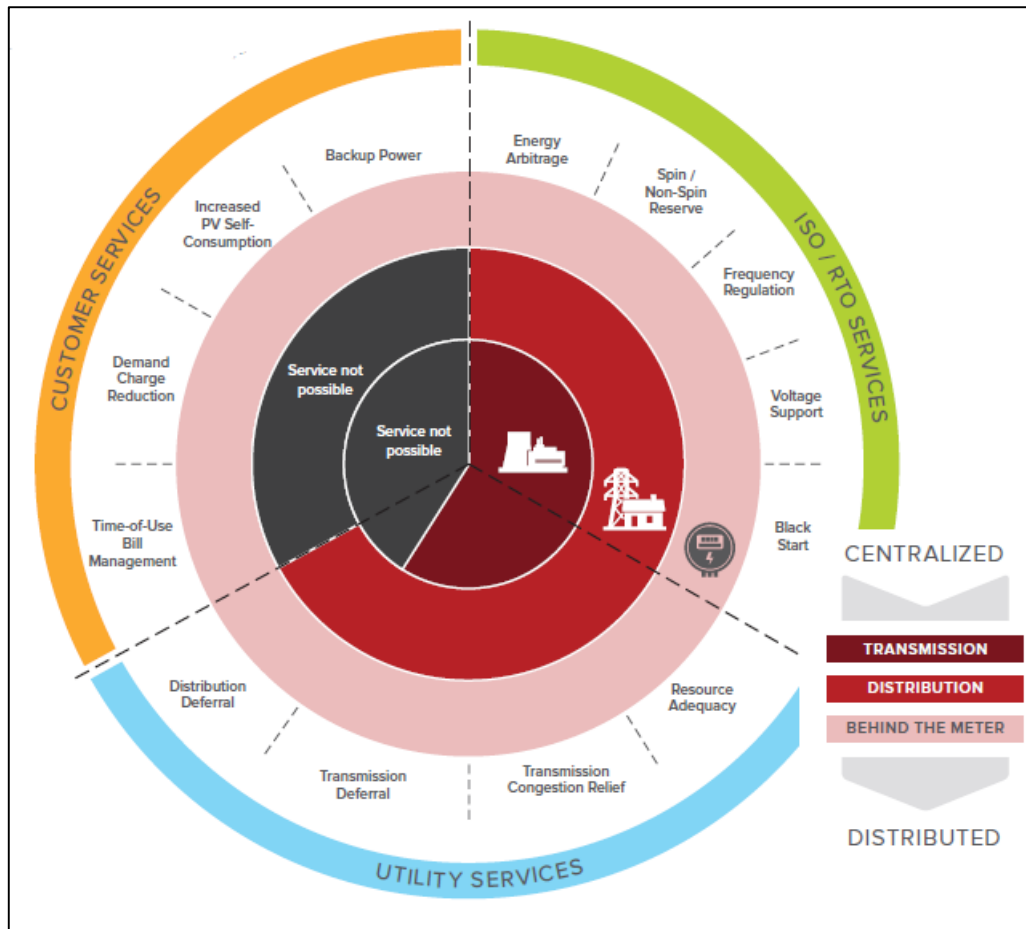 CUSTOMER SERVICES
ISO / RTO SERVICES
UTILITY SERVICES
Backup Power
Energy
Arbitrage
Spin /
Non-Spin
Reserve
Increased
PV Self-
Consumption
Frequency
Regulation
Demand
Charge
Reduction
Service not
possible
Service not
possible
Voltage
Support
Time-of-Use
Bill
Management
Black
Start
Distribution
Deferral
Resource
Adequacy
Transmission
Deferral
Transmission
Congestion Relief
CENTRALIZED
TRANSMISSION
DISTRIBUTION
BEHIND THE METER
DISTRIBUTED